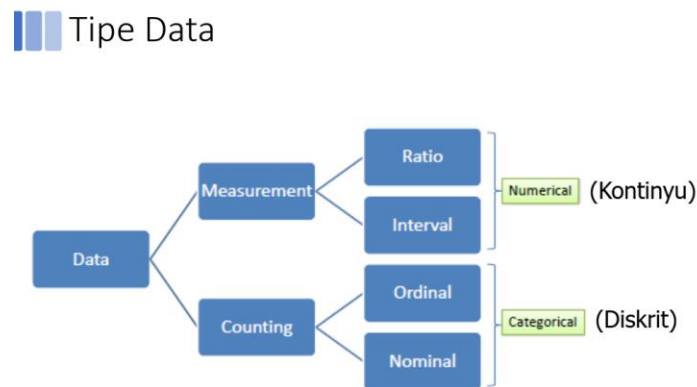 Tipe Data
Ratio
Measurement
Numerical (Kontinyu)
Interval
Data
Ordinal
Counting
Categorical (Diskrit)
Nominal